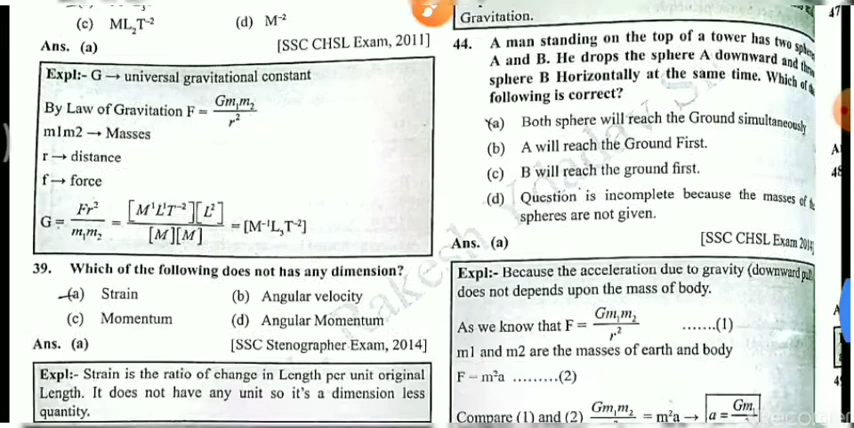 (c) ML₂T⁻² (d) M⁻²
Ans. (a) [SSC CHSL Exam, 2011]
Expl:- G → universal gravitational constant
By Law of Gravitation F = Gm₁m₂ / r²
m1m2 → Masses
r → distance
f → force
G = Fr² / m₁m₂ = [M¹L¹T⁻²][L²] / [M][M] = [M⁻¹L₃T⁻²]
39. Which of the following does not has any dimension?
(a) Strain (b) Angular velocity
(c) Momentum (d) Angular Momentum
Ans. (a) [SSC Stenographer Exam, 2014]
Expl:- Strain is the ratio of change in Length per unit original
Length. It does not have any unit so it's a dimension less
quantity.
Gravitation.
44. A man standing on the top of a tower has two
A and B. He drops the sphere A downward and
sphere B Horizontally at the same time. Which of
following is correct?
(a) Both sphere will reach the Ground simultaneously
(b) A will reach the Ground First.
(c) B will reach the ground first.
(d) Question is incomplete because the masses of
spheres are not given.
Ans. (a) [SSC CHSL Exam
Expl:- Because the acceleration due to gravity (downward
does not depends upon the mass of body.
As we know that F = Gm₁m₂ / r² .......(1)
m1 and m2 are the masses of earth and body
F – m²a .........(2)
Compare (1) and (2) Gm₁m₂ = m²a → a = Gm
47
Rakesh Yadav